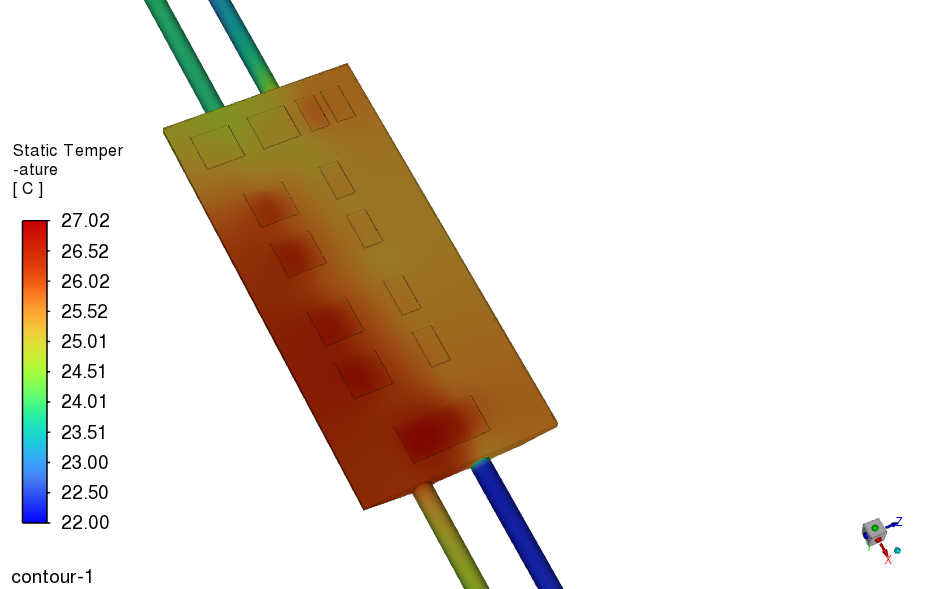 Static Temper
-ature
[ C ]
27.02
26.52
26.02
25.52
25.01
24.51
24.01
23.51
23.00
22.50
22.00
contour-1
Z
Y
X